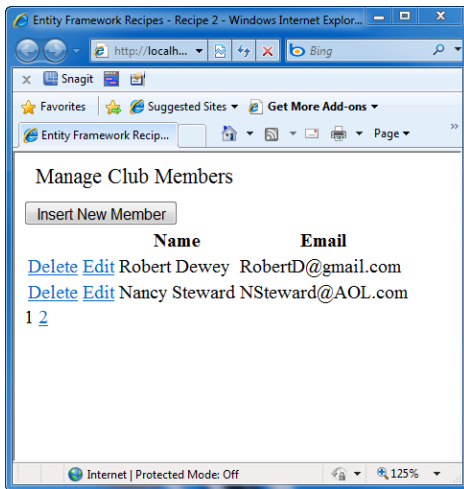 Entity Framework Recipes - Recipe 2 - Windows Internet Explor...
http://localh... Bing
x Snagit
Favorites Suggested Sites Get More Add-ons
Entity Framework Recip... Page »
Manage Club Members
Insert New Member
Name Email
Delete Edit Robert Dewey RobertD@gmail.com
Delete Edit Nancy Steward NSteward@AOL.com
1 2
Internet | Protected Mode: Off 125%